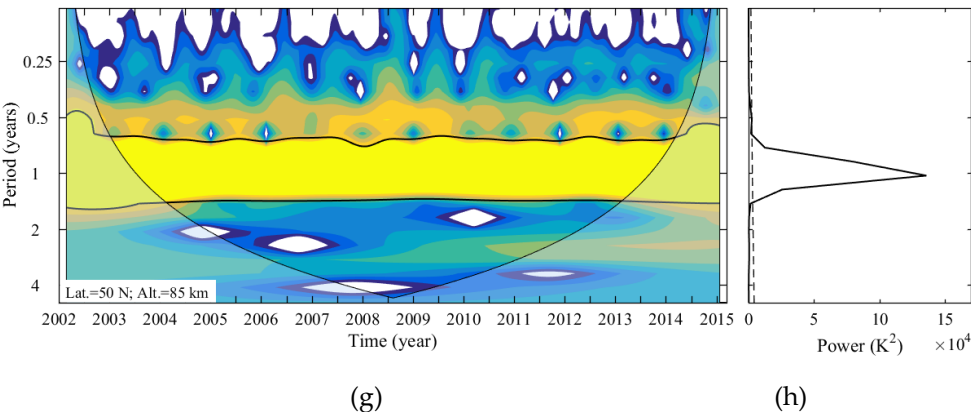 0.25
0.5
1
2
4
Period (years)
Lat.=50 N; Alt.=85 km
2002 2003 2004 2005 2006 2007 2008 2009 2010 2011 2012 2013 2014 2015
Time (year)
0 5 10 15
Power (K²) ×10⁴
(g) (h)